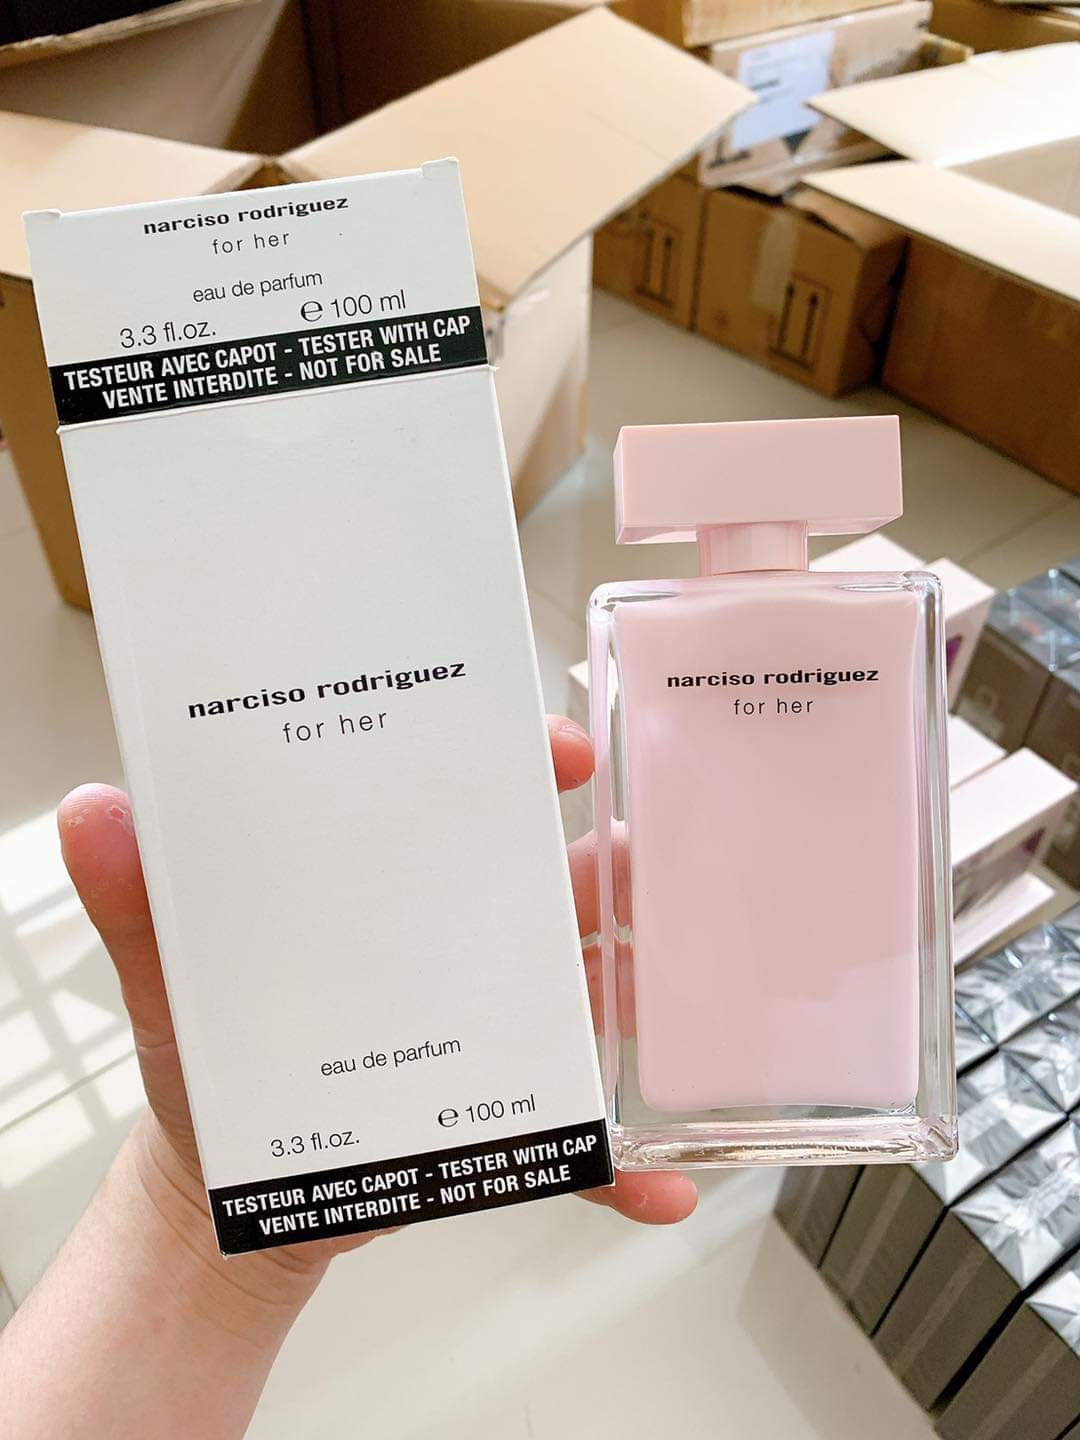 narciso rodriguez
for her
eau de parfum
3.3 fl.oz. ℮ 100 ml
TESTEUR AVEC CAPOT - TESTER WITH CAP
VENTE INTERDITE - NOT FOR SALE
narciso rodriguez
for her
eau de parfum
3.3 fl.oz. ℮ 100 ml
TESTEUR AVEC CAPOT - TESTER WITH CAP
VENTE INTERDITE - NOT FOR SALE
narciso rodriguez
for her